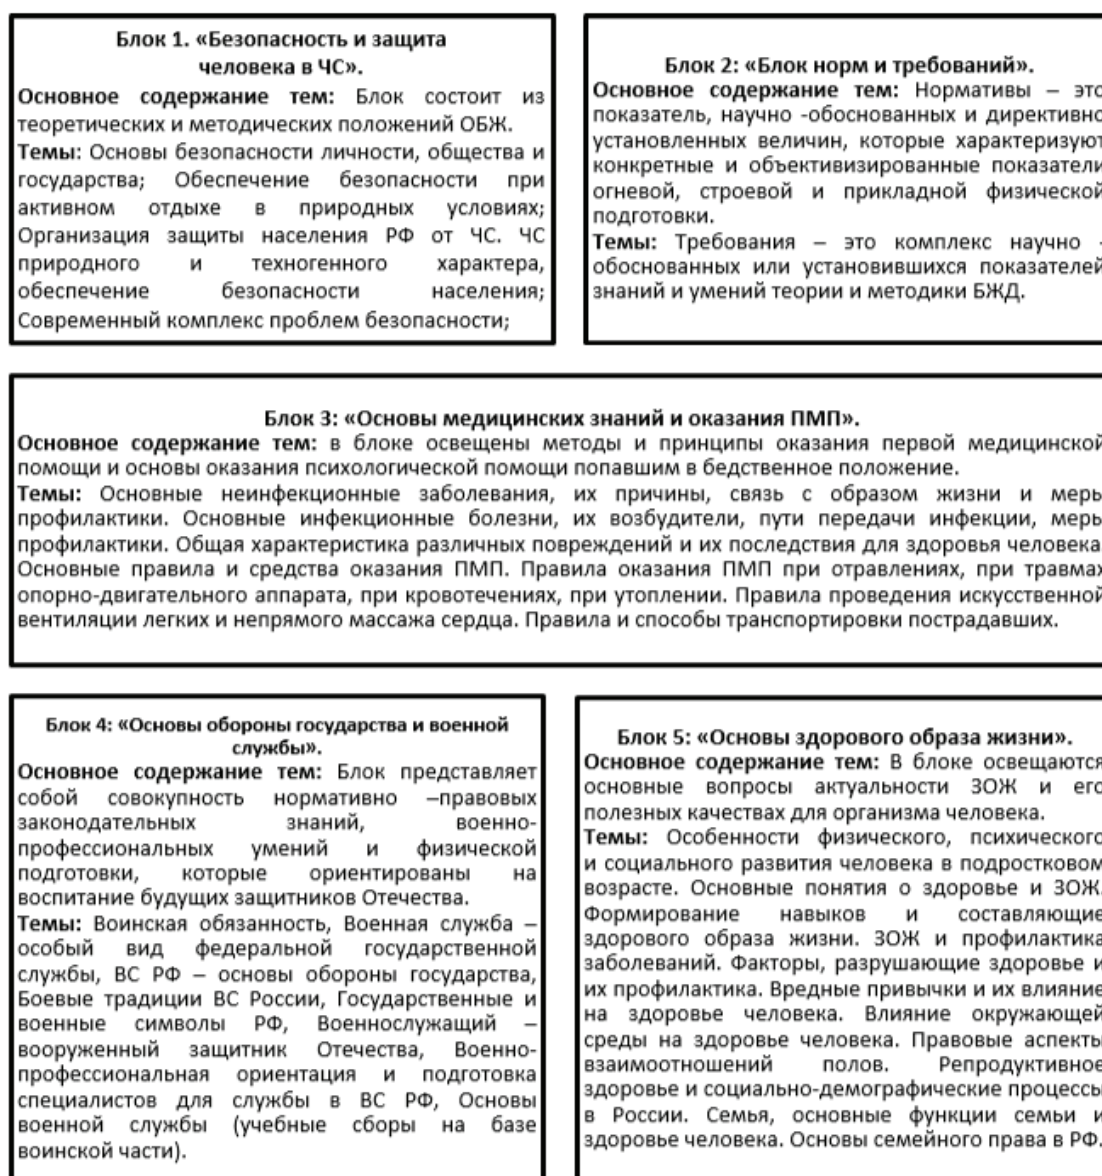 Блок 1. «Безопасность и защита
человека в ЧС».
Основное содержание тем: Блок состоит из
теоретических и методических положений ОБЖ.
Темы: Основы безопасности личности, общества и
государства; Обеспечение безопасности при
активном отдыхе в природных условиях;
Организация защиты населения РФ от ЧС. ЧС
природного и техногенного характера,
обеспечение безопасности населения;
Современный комплекс проблем безопасности;
Блок 2: «Блок норм и требований».
Основное содержание тем: Нормативы – это
показатель, научно -обоснованных и директивно
установленных величин, которые характеризуют
конкретные и объективизированные показатели
огневой, строевой и прикладной физической
подготовки.
Темы: Требования – это комплекс научно -
обоснованных или установившихся показателей
знаний и умений теории и методики БЖД.
Блок 3: «Основы медицинских знаний и оказания ПМП».
Основное содержание тем: в блоке освещены методы и принципы оказания первой медицинской
помощи и основы оказания психологической помощи попавшим в бедственное положение.
Темы: Основные неинфекционные заболевания, их причины, связь с образом жизни и меры
профилактики. Основные инфекционные болезни, их возбудители, пути передачи инфекции, меры
профилактики. Общая характеристика различных повреждений и их последствия для здоровья человека.
Основные правила и средства оказания ПМП. Правила оказания ПМП при отравлениях, при травмах
опорно-двигательного аппарата, при кровотечениях, при утоплении. Правила проведения искусственной
вентиляции легких и непрямого массажа сердца. Правила и способы транспортировки пострадавших.
Блок 4: «Основы обороны государства и военной
службы».
Основное содержание тем: Блок представляет
собой совокупность нормативно –правовых
законодательных знаний, военно-
профессиональных умений и физической
подготовки, которые ориентированы на
воспитание будущих защитников Отечества.
Темы: Воинская обязанность, Военная служба –
особый вид федеральной государственной
службы, ВС РФ – основы обороны государства,
Боевые традиции ВС России, Государственные и
военные символы РФ, Военнослужащий –
вооруженный защитник Отечества, Военно-
профессиональная ориентация и подготовка
специалистов для службы в ВС РФ, Основы
военной службы (учебные сборы на базе
воинской части).
Блок 5: «Основы здорового образа жизни».
Основное содержание тем: В блоке освещаются
основные вопросы актуальности ЗОЖ и его
полезных качествах для организма человека.
Темы: Особенности физического, психического
и социального развития человека в подростковом
возрасте. Основные понятия о здоровье и ЗОЖ.
Формирование навыков и составляющие
здорового образа жизни. ЗОЖ и профилактика
заболеваний. Факторы, разрушающие здоровье и
их профилактика. Вредные привычки и их влияние
на здоровье человека. Влияние окружающей
среды на здоровье человека. Правовые аспекты
взаимоотношений полов. Репродуктивное
здоровье и социально-демографические процессы
в России. Семья, основные функции семьи и
здоровье человека. Основы семейного права в РФ.